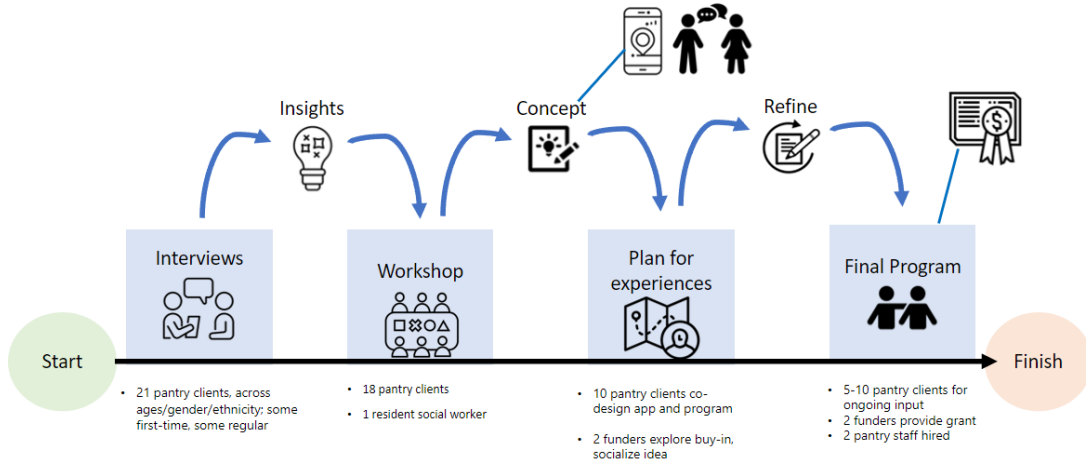 Insights
Concept
Refine
$
Interviews
Workshop
Plan for
experiences
Final Program
Start
Finish
• 21 pantry clients, across
ages/gender/ethnicity; some
first-time, some regular
• 18 pantry clients
• 1 resident social worker
• 10 pantry clients co-
design app and program
• 2 funders explore buy-in,
socialize idea
• 5-10 pantry clients for
ongoing input
• 2 funders provide grant
• 2 pantry staff hired